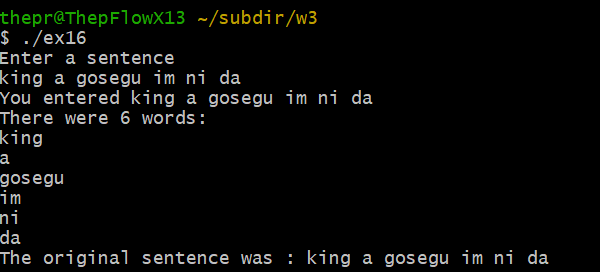 thepr@ThepFlowX13 ~/subdir/w3
$ ./ex16
Enter a sentence
king a gosegu im ni da
You entered king a gosegu im ni da
There were 6 words:
king
a
gosegu
im
ni
da
The original sentence was : king a gosegu im ni da